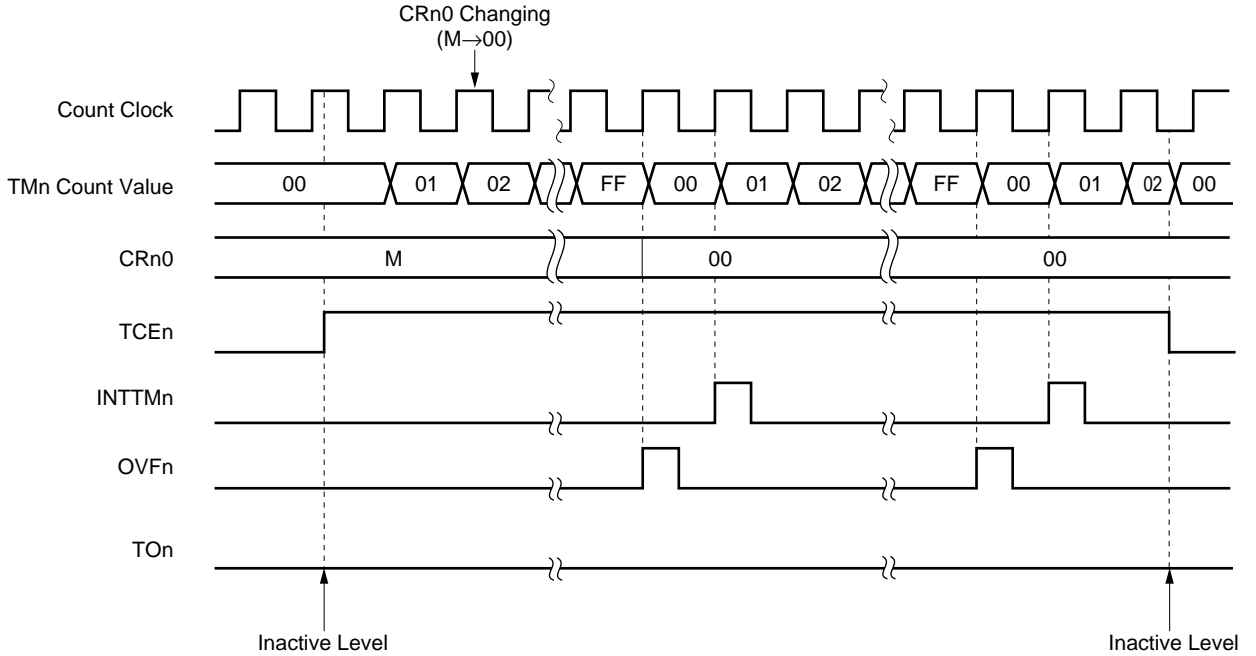 CRn0 Changing
(M→00)
Count Clock
TMn Count Value 00 01 02 FF 00 01 02 FF 00 01 02 00
CRn0 M 00 00
TCEn
INTTMn
OVFn
TOn
Inactive Level Inactive Level